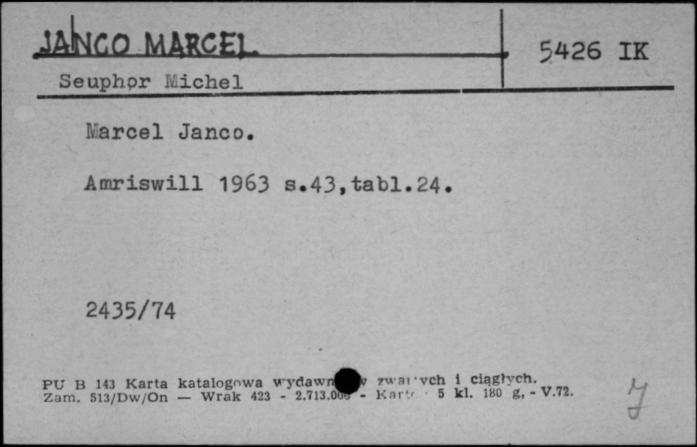 JANCO MARCEL
5426 IK
Seuphor Michel
Marcel Janco.
Amriswill 1963 s.43,tabl.24.
2435/74
PU B 143 Karta katalogowa i ciągłych.
Zam. 513/Dw/On — Wrak 423 - - 5 kl. 180 g, - V.72.